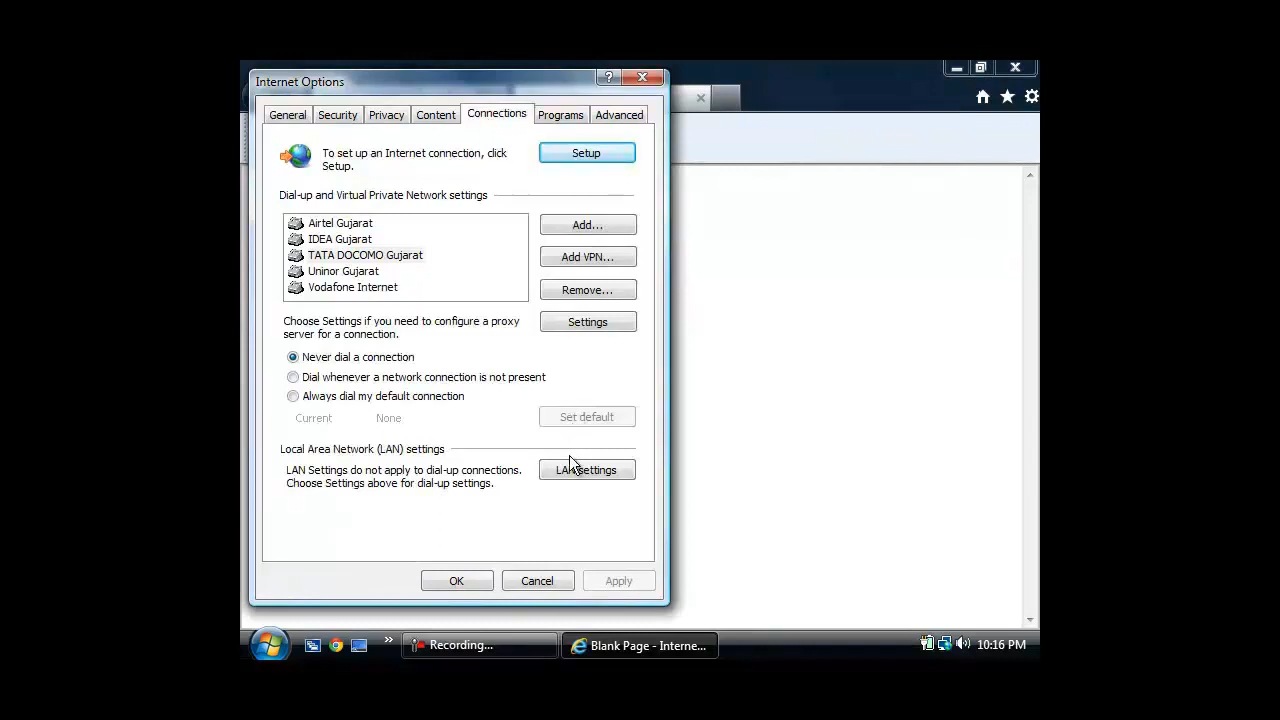 Internet Options
?
General
Security
Privacy
Content
Connections
Programs
Advanced
To set up an Internet connection, click
Setup.
Setup
Dial-up and Virtual Private Network settings
Airtel Gujarat
IDEA Gujarat
TATA DOCOMO Gujarat
Uninor Gujarat
Vodafone Internet
Add...
Add VPN...
Remove...
Choose Settings if you need to configure a proxy
server for a connection.
Settings
Never dial a connection
Dial whenever a network connection is not present
Always dial my default connection
Current None
Set default
Local Area Network (LAN) settings
LAN Settings do not apply to dial-up connections.
Choose Settings above for dial-up settings.
LAN settings
OK
Cancel
Apply
»
Recording...
Blank Page - Interne...
10:16 PM